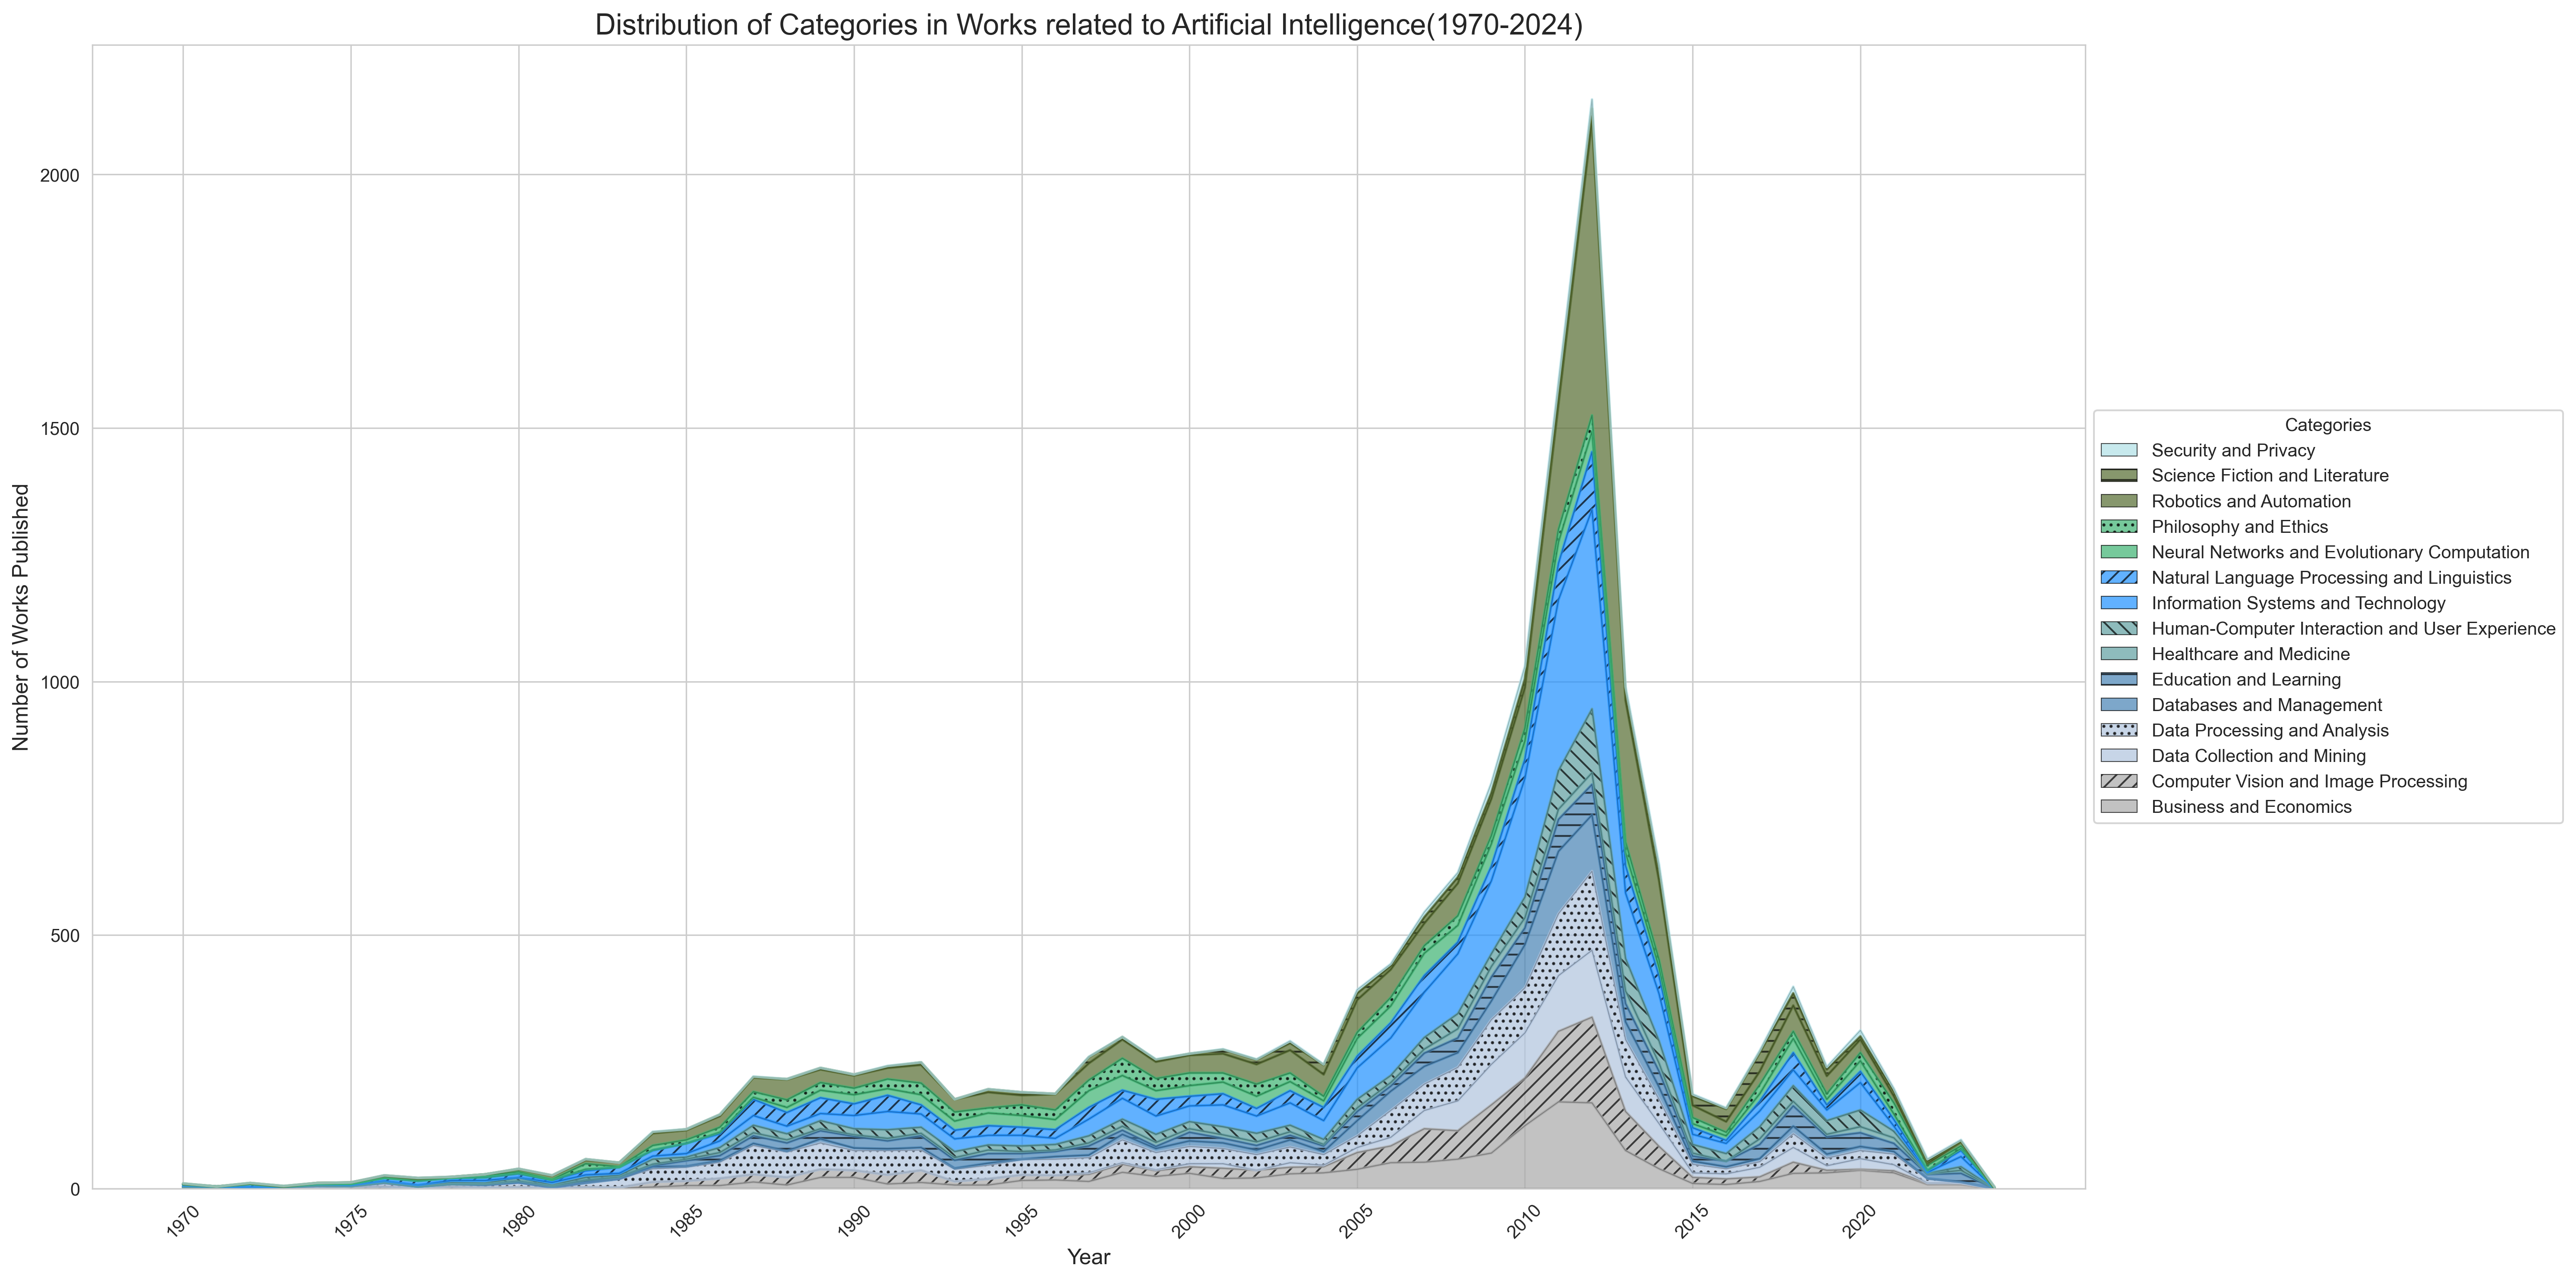 Distribution of Categories in Works related to Artificial Intelligence(1970-2024)
Number of Works Published
2000
1500
1000
500
0
1970
1975
1980
1985
1990
1995
2000
2005
2010
2015
2020
Year
Categories
Security and Privacy
Science Fiction and Literature
Robotics and Automation
Philosophy and Ethics
Neural Networks and Evolutionary Computation
Natural Language Processing and Linguistics
Information Systems and Technology
Human-Computer Interaction and User Experience
Healthcare and Medicine
Education and Learning
Databases and Management
Data Processing and Analysis
Data Collection and Mining
Computer Vision and Image Processing
Business and Economics